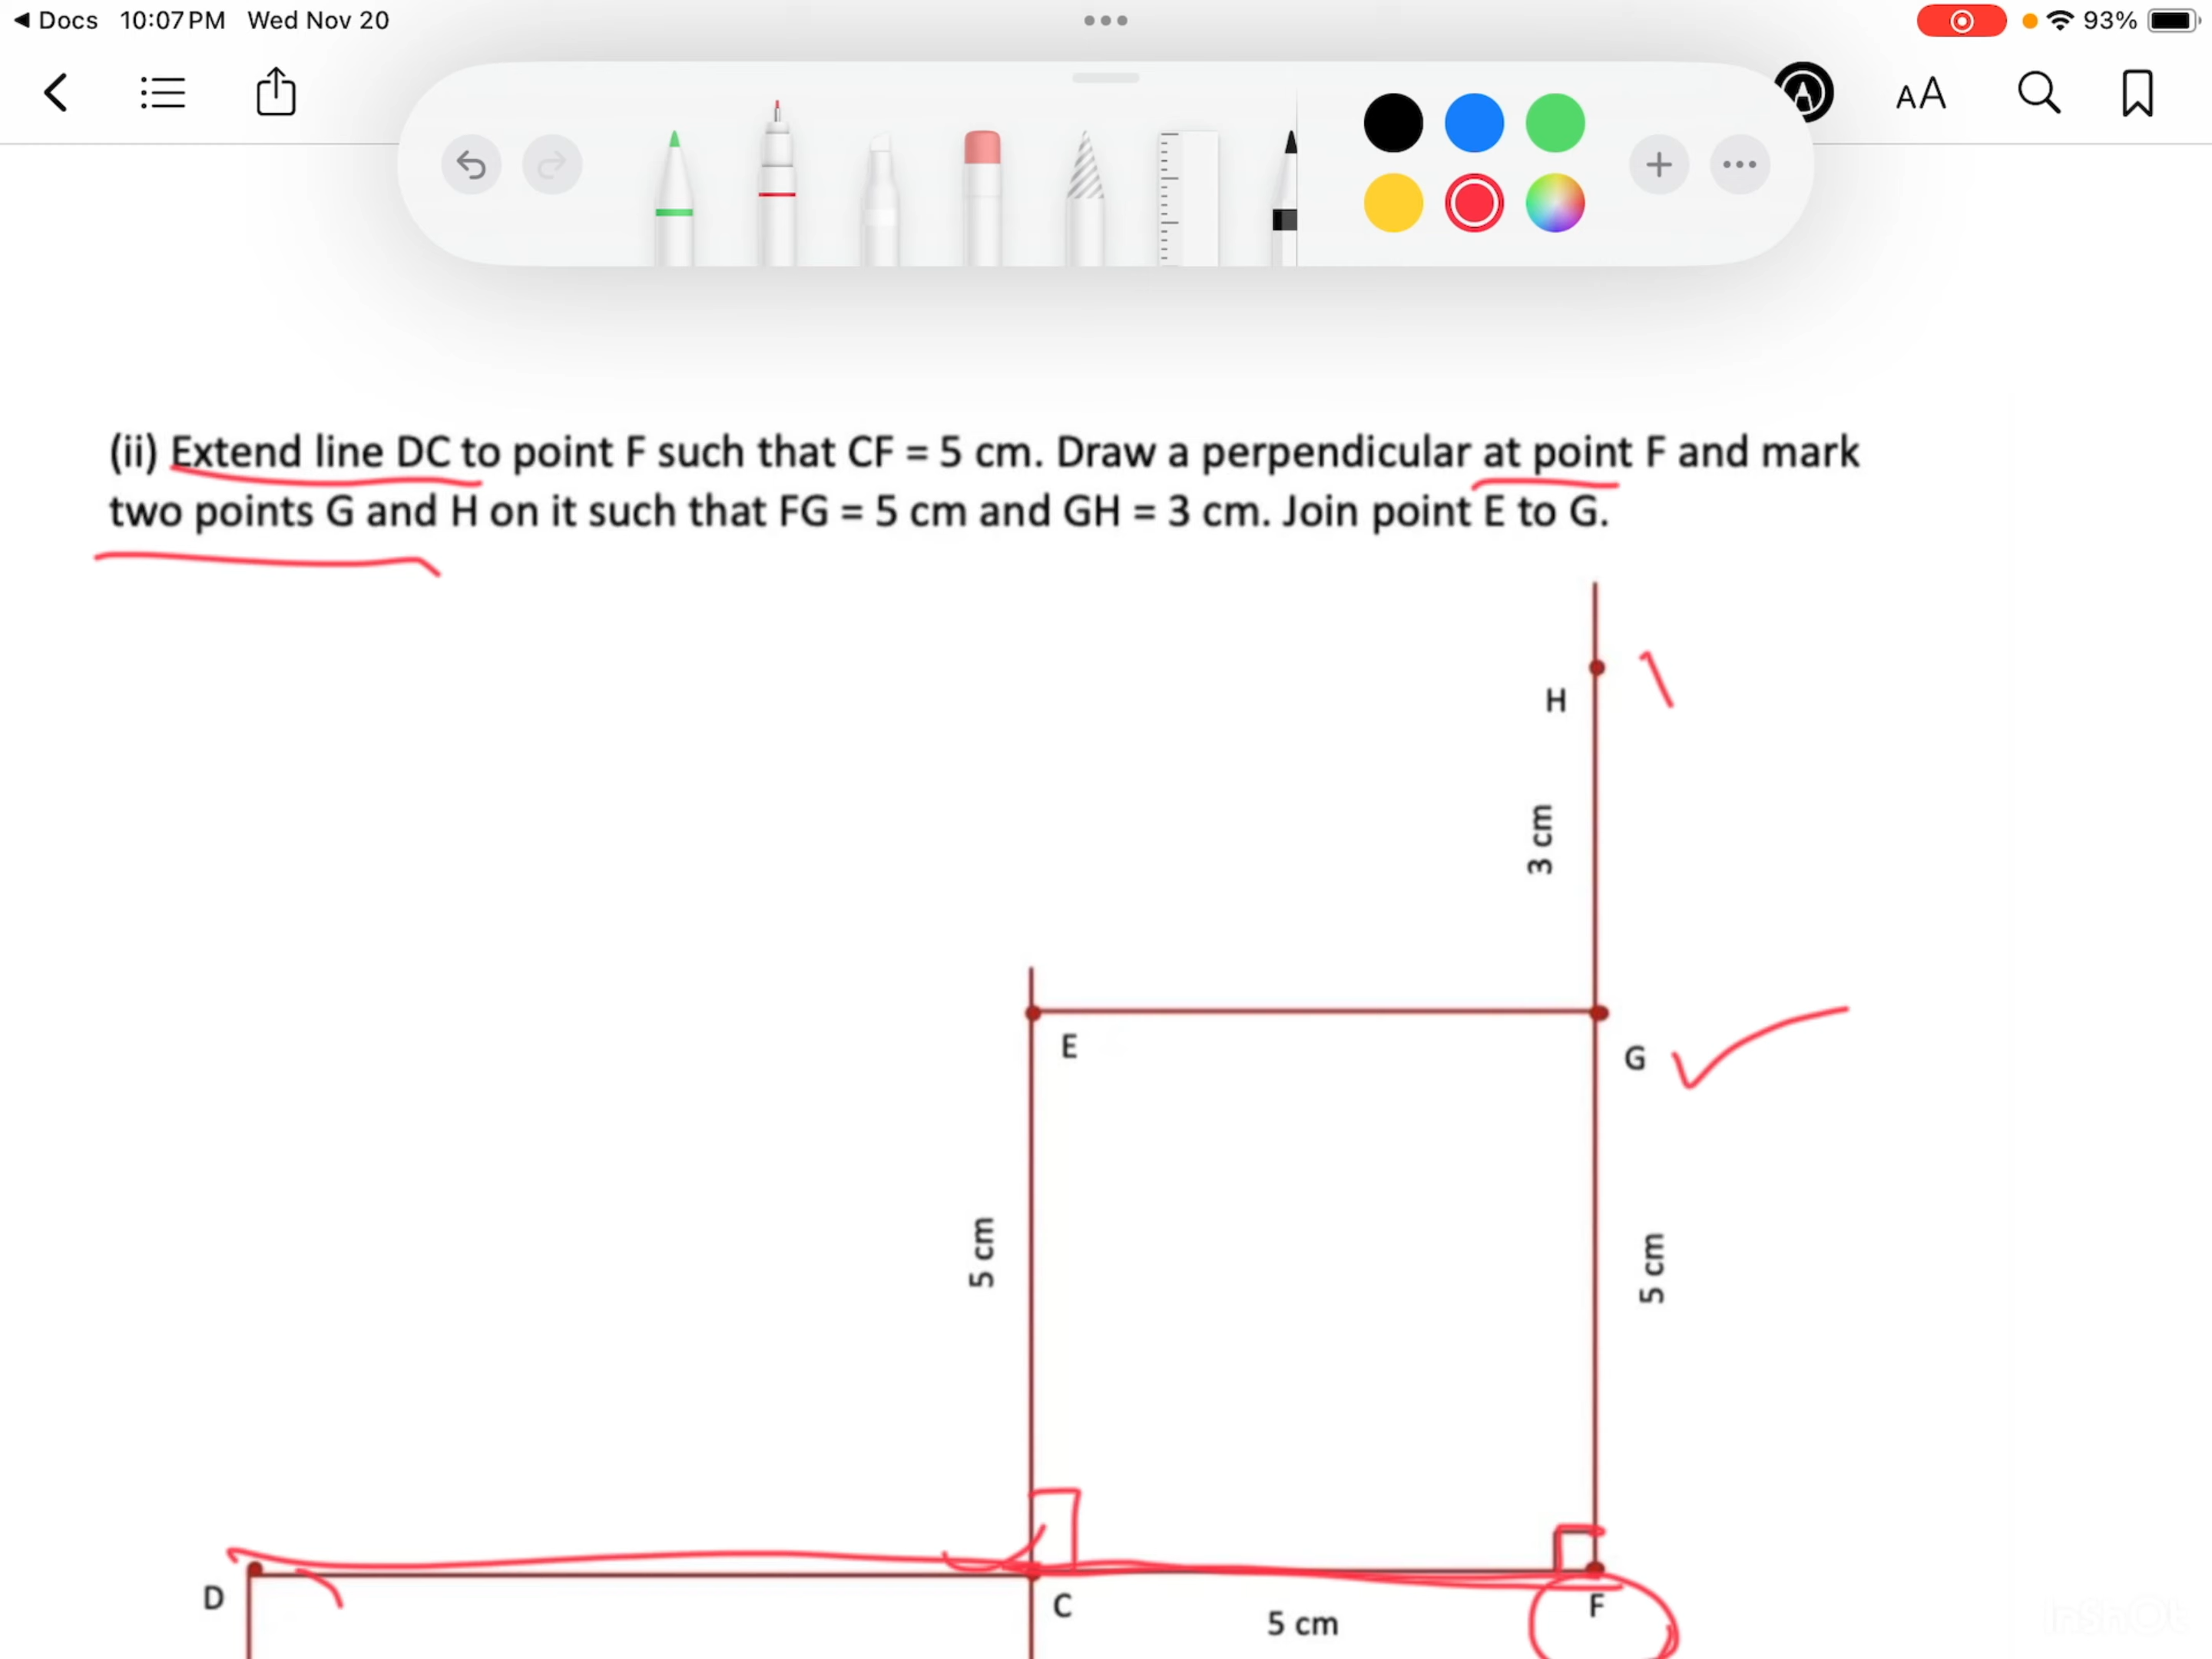 Docs 10:07 PM Wed Nov 20
93%
AA
(ii) Extend line DC to point F such that CF = 5 cm. Draw a perpendicular at point F and mark
two points G and H on it such that FG = 5 cm and GH = 3 cm. Join point E to G.
H
3 cm
E
G
5 cm
5 cm
D
C
F
5 cm
InShOt